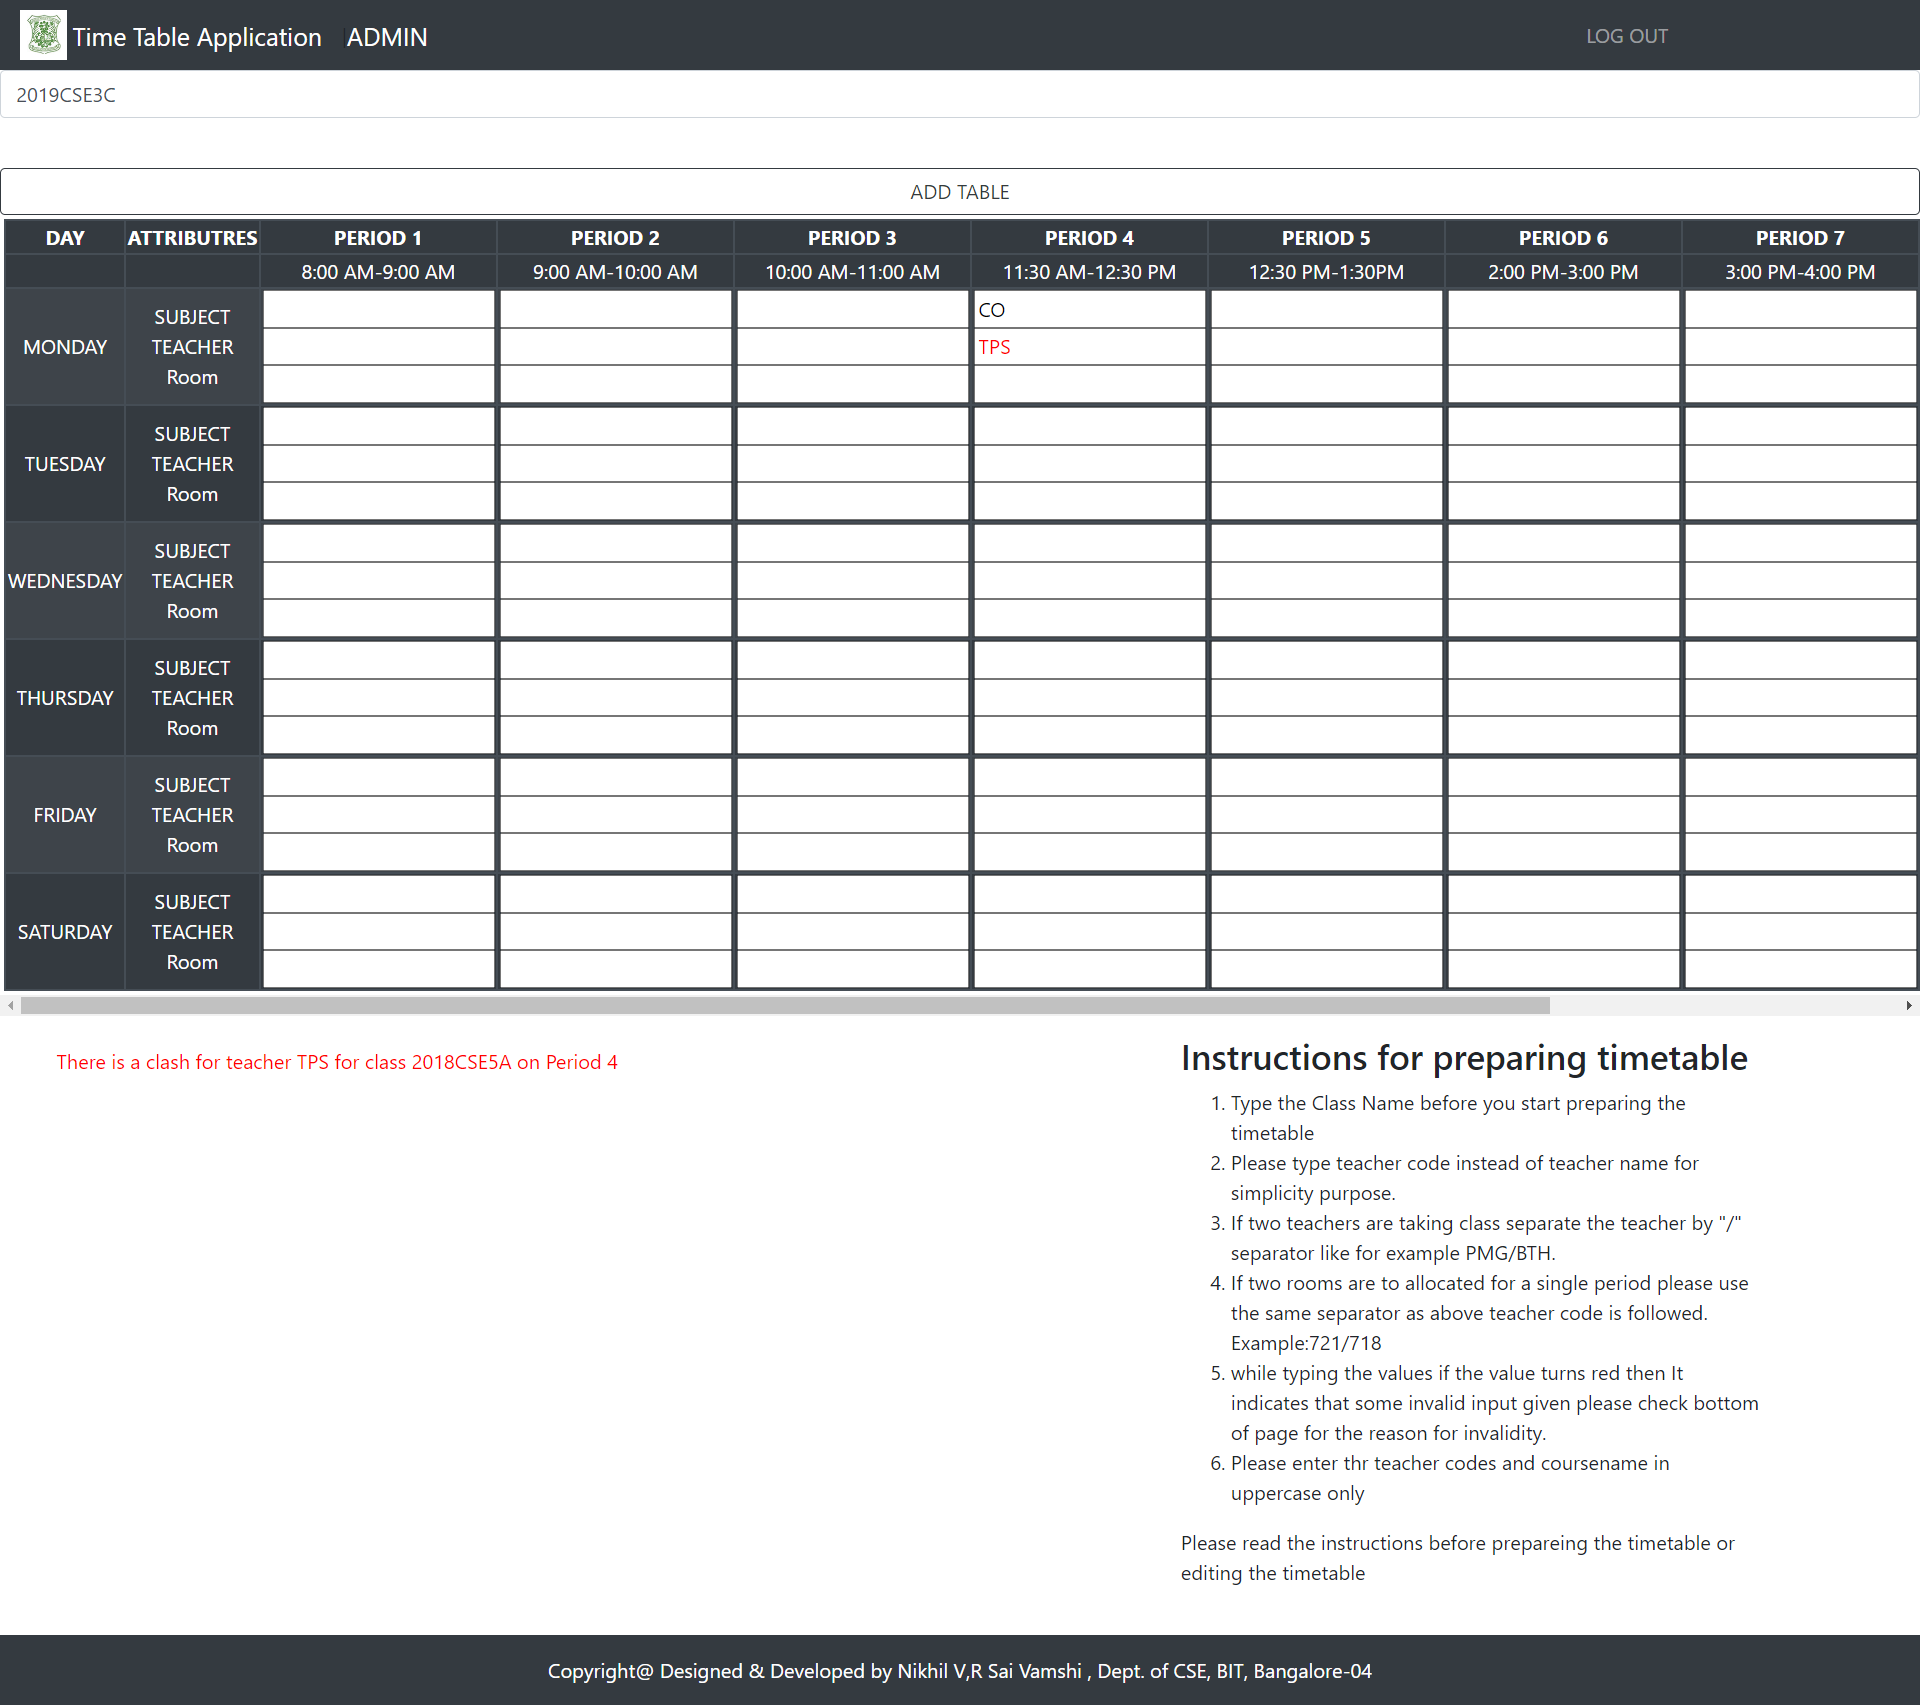 Time Table Application |ADMIN LOG OUT
2019CSE3C
ADD TABLE
DAY ATTRIBUTRES PERIOD 1 PERIOD 2 PERIOD 3 PERIOD 4 PERIOD 5 PERIOD 6 PERIOD 7
8:00 AM-9:00 AM 9:00 AM-10:00 AM 10:00 AM-11:00 AM 11:30 AM-12:30 PM 12:30 PM-1:30PM 2:00 PM-3:00 PM 3:00 PM-4:00 PM
SUBJECT CO
MONDAY TEACHER TPS
Room
SUBJECT
TUESDAY TEACHER
Room
SUBJECT
WEDNESDAY TEACHER
Room
SUBJECT
THURSDAY TEACHER
Room
SUBJECT
FRIDAY TEACHER
Room
SUBJECT
SATURDAY TEACHER
Room
There is a clash for teacher TPS for class 2018CSE5A on Period 4
Instructions for preparing timetable
1. Type the Class Name before you start preparing the
timetable
2. Please type teacher code instead of teacher name for
simplicity purpose.
3. If two teachers are taking class separate the teacher by "/"
separator like for example PMG/BTH.
4. If two rooms are to allocated for a single period please use
the same separator as above teacher code is followed.
Example:721/718
5. while typing the values if the value turns red then It
indicates that some invalid input given please check bottom
of page for the reason for invalidity.
6. Please enter thr teacher codes and coursename in
uppercase only
Please read the instructions before prepareing the timetable or
editing the timetable
Copyright@ Designed & Developed by Nikhil V,R Sai Vamshi , Dept. of CSE, BIT, Bangalore-04